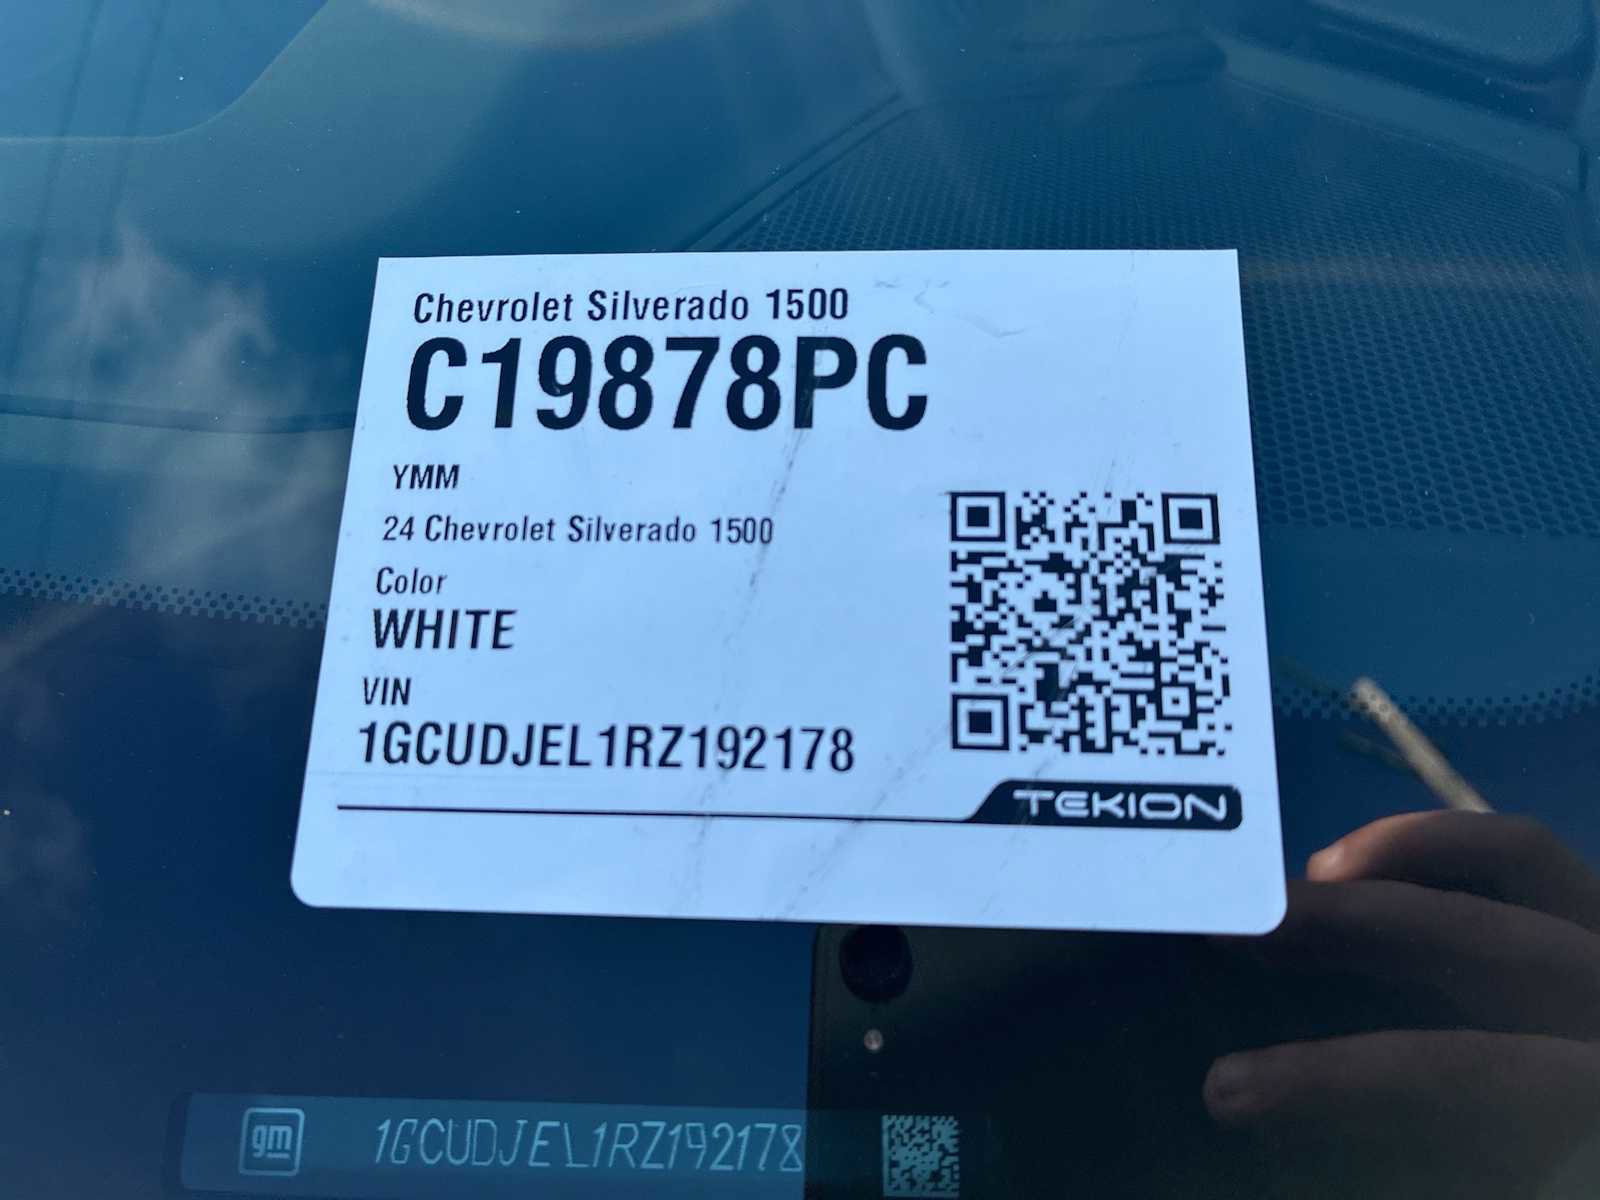 Chevrolet Silverado 1500
C19878PC
YMM
24 Chevrolet Silverado 1500
Color
WHITE
VIN
1GCUDJEL1RZ192178
TEKION
gm 1GCUDJEL1RZ192178